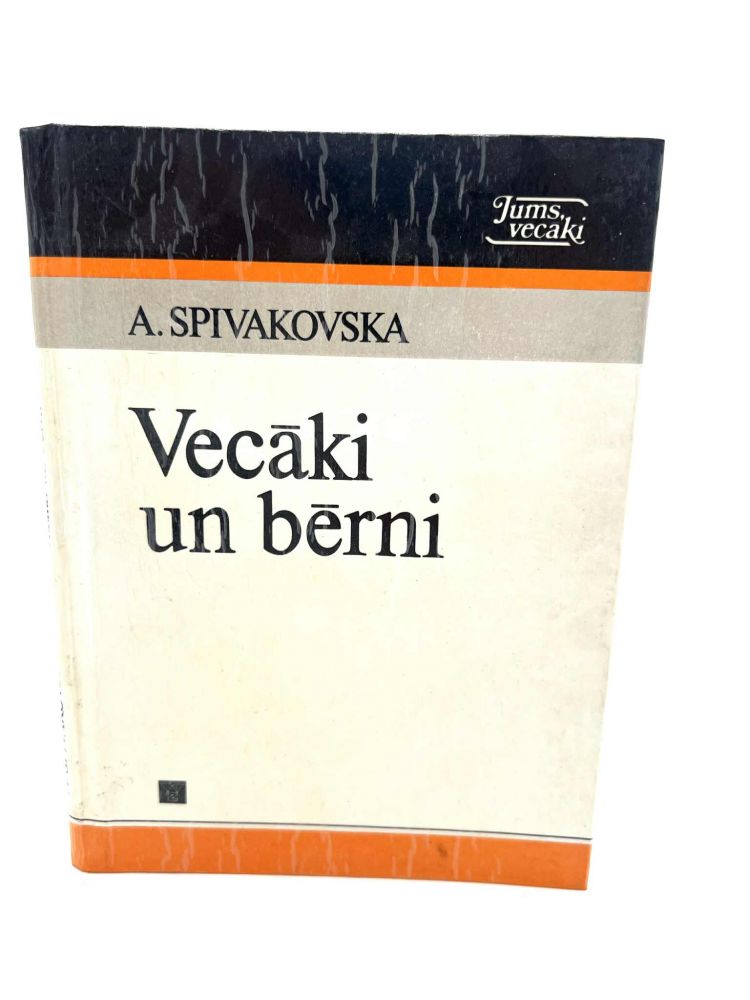 Jums,
vecāki
A. SPIVAKOVSKA
Vecāki
un bērni